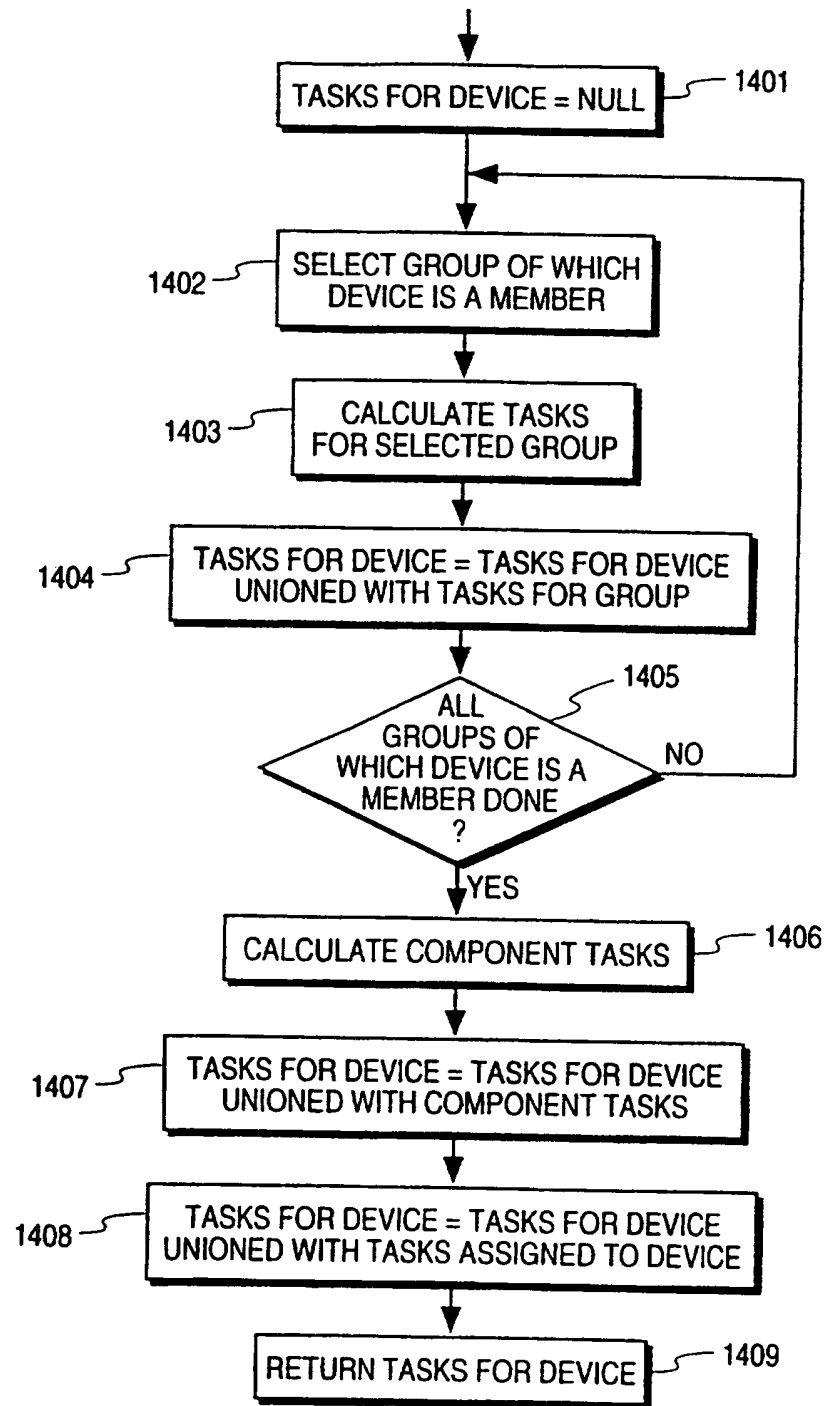 TASKS FOR DEVICE = NULL
1401
SELECT GROUP OF WHICH
DEVICE IS A MEMBER
1402
CALCULATE TASKS
FOR SELECTED GROUP
1403
TASKS FOR DEVICE = TASKS FOR DEVICE
UNIONED WITH TASKS FOR GROUP
1404
1405
ALL
GROUPS OF
WHICH DEVICE IS A
MEMBER DONE
?
NO
YES
CALCULATE COMPONENT TASKS
1406
TASKS FOR DEVICE = TASKS FOR DEVICE
UNIONED WITH COMPONENT TASKS
1407
TASKS FOR DEVICE = TASKS FOR DEVICE
UNIONED WITH TASKS ASSIGNED TO DEVICE
1408
RETURN TASKS FOR DEVICE
1409